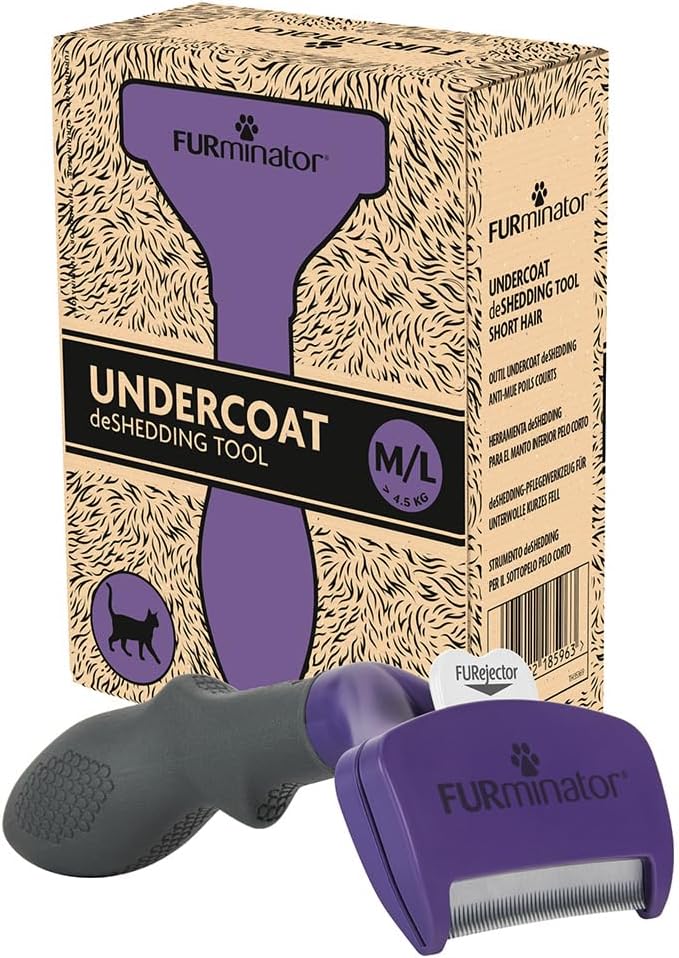 FURminator®
UNDERCOAT
deSHEDDING TOOL
M/L
> 4.5 KG
FURminator®
UNDERCOAT
deSHEDDING TOOL
SHORT HAIR
OUTIL UNDERCOAT deSHEDDING
ANTI-MUE POILS COURTS
HERRAMIENTA deSHEDDING
PARA EL MANTO INFERIOR PELO CORTO
deSHEDDING-PFLEGEWERKZEUG FÜR
UNTERWOLLE KURZES FELL
STRUMENTO deSHEDDING
PER IL SOTTOPELO PELO CORTO
2 185963 >
FURejector
FURminator®